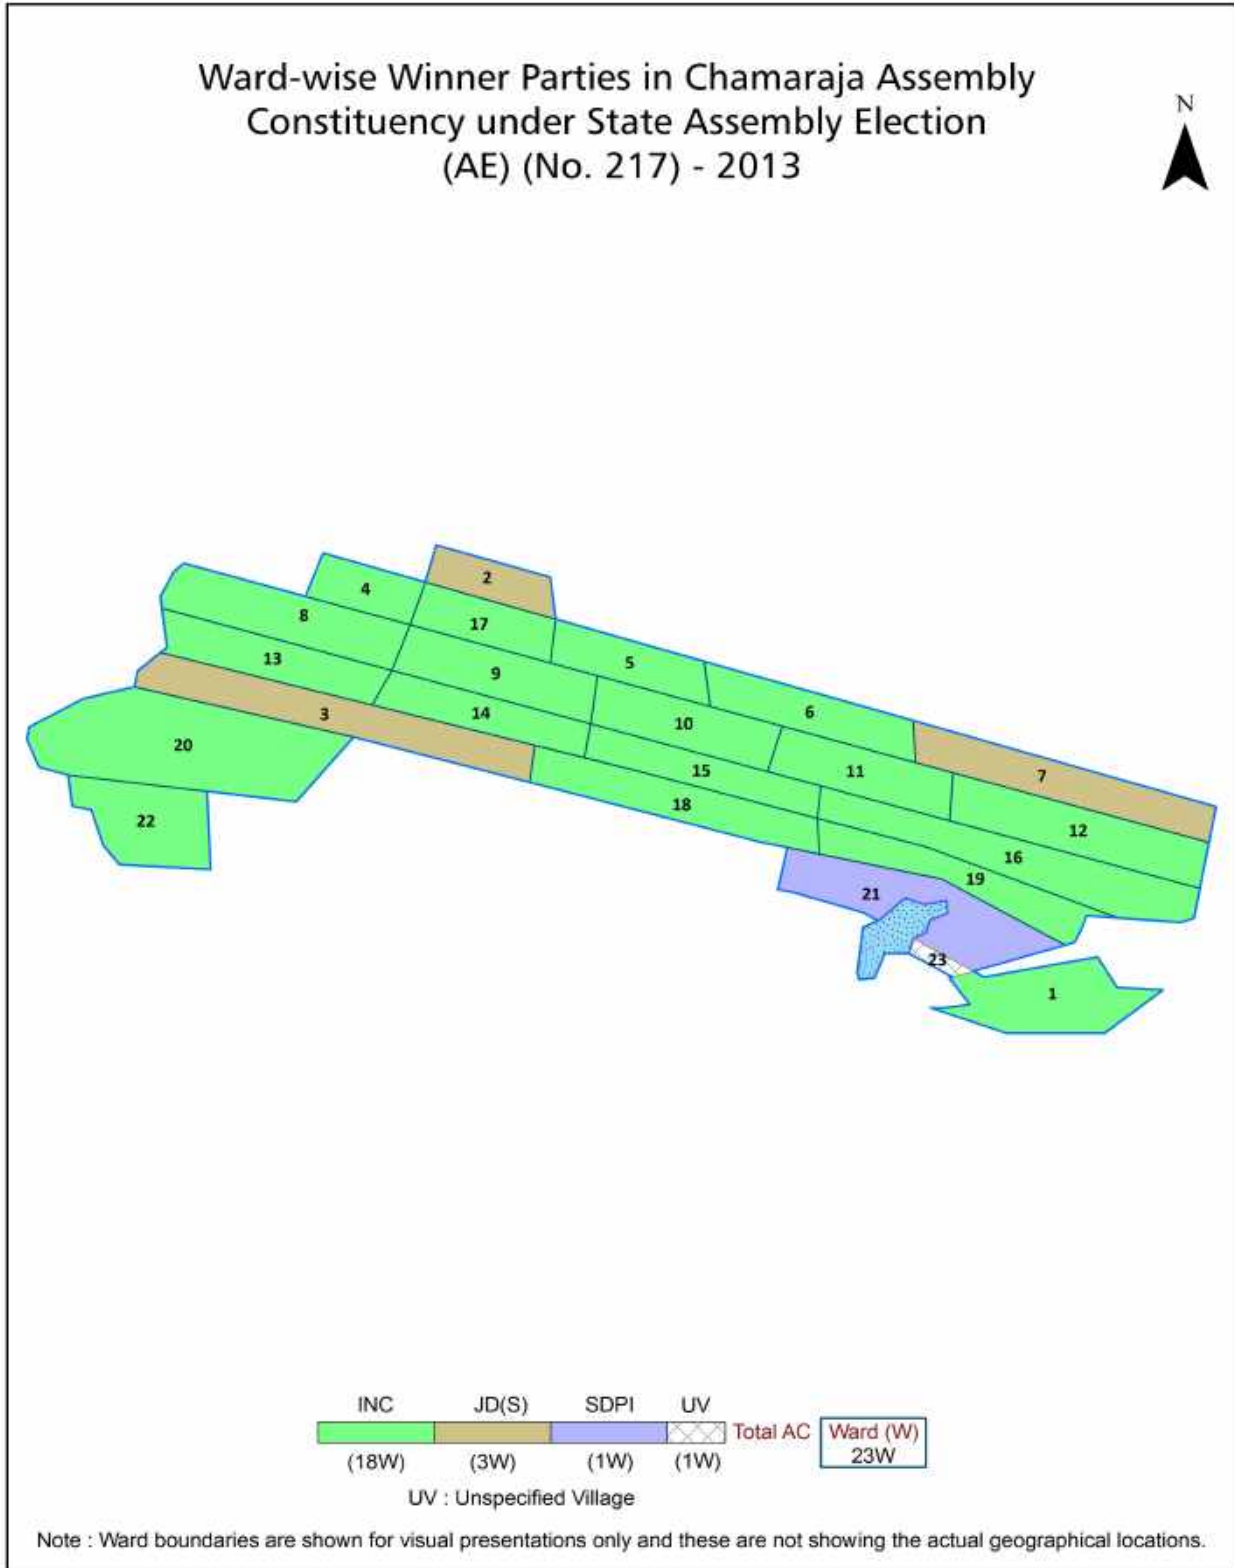 Ward-wise Winner Parties in Chamaraja Assembly
Constituency under State Assembly Election
(AE) (No. 217) - 2013
N
2
4
8
17
13
5
9
6
3
14
10
20
15
11
7
18
22
12
16
19
21
23
1
INC JD(S) SDPI UV
Total AC Ward (W)
23W
(18W) (3W) (1W) (1W)
UV : Unspecified Village
Note : Ward boundaries are shown for visual presentations only and these are not showing the actual geographical locations.